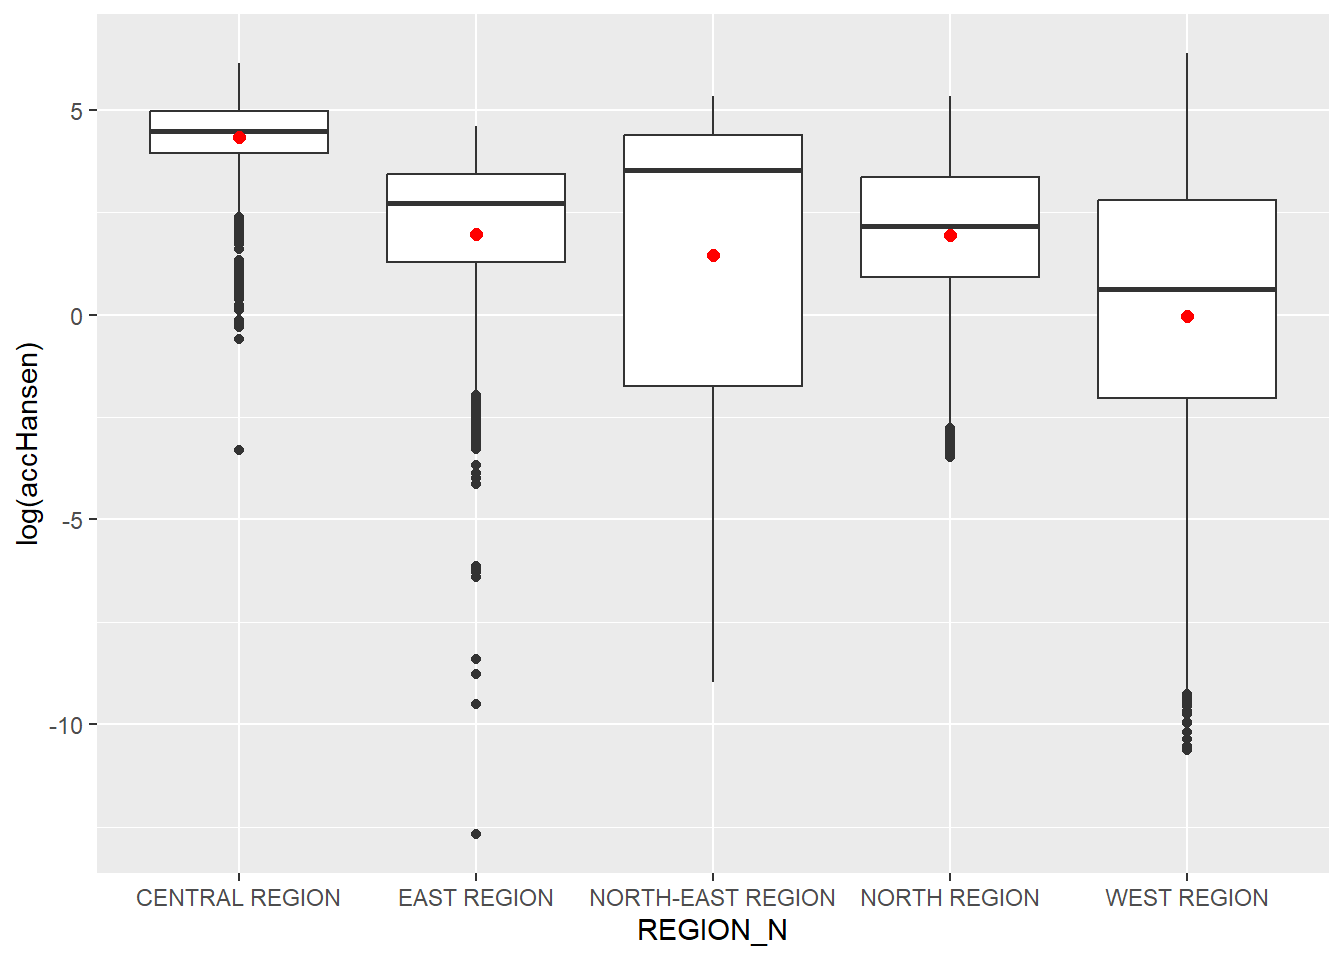 log(accHansen)
5
0
-5
-10
CENTRAL REGION
EAST REGION
NORTH-EAST REGION
NORTH REGION
WEST REGION
REGION_N